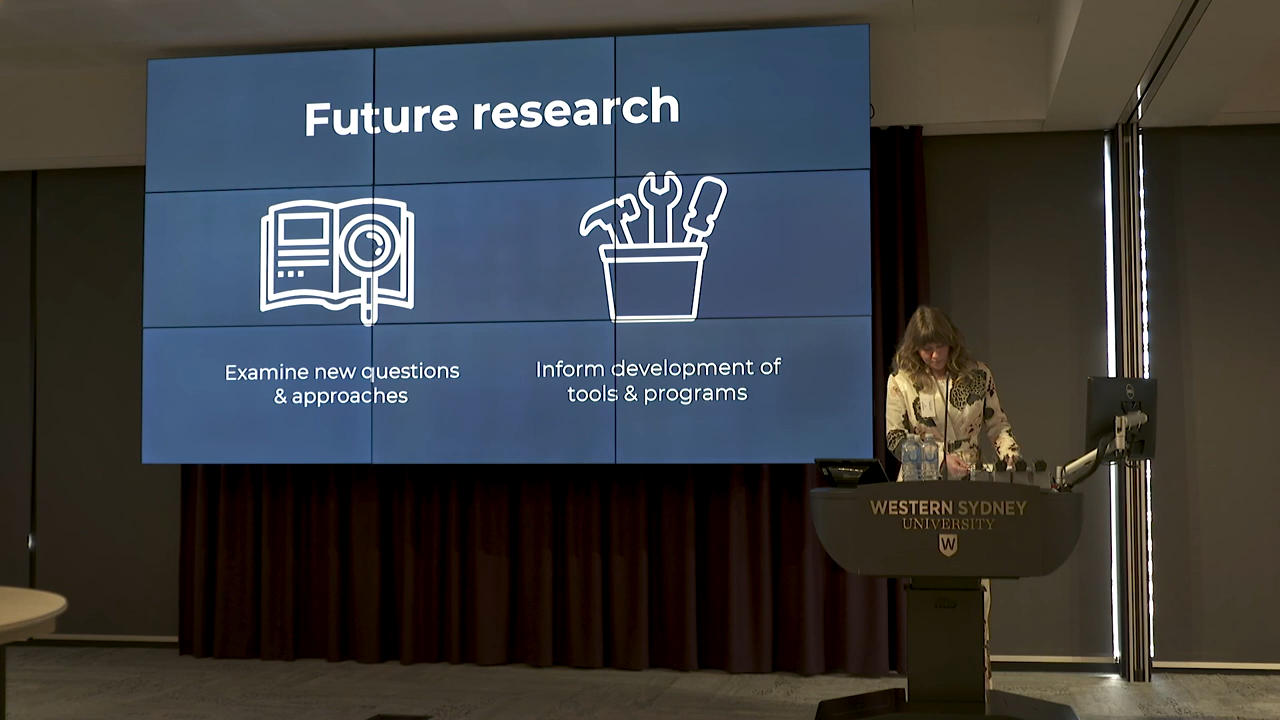 Future research
Examine new questions
& approaches
Inform development of
tools & programs
WESTERN SYDNEY
UNIVERSITY
W